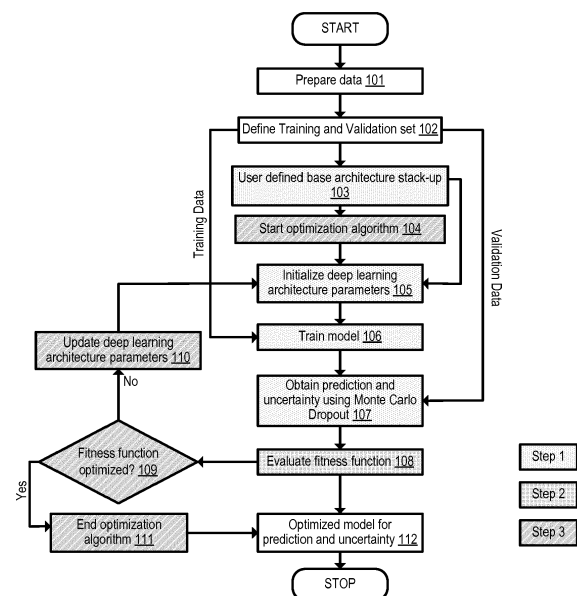 START
Prepare data 101
Define Training and Validation set 102
User defined base architecture stack-up
103
Start optimization algorithm 104
Training Data
Validation Data
Initialize deep learning
architecture parameters 105
Update deep learning
architecture parameters 110
Train model 106
No
Obtain prediction and
uncertainty using Monte Carlo
Dropout 107
Fitness function
optimized? 109
Evaluate fitness function 108
Yes
End optimization
algorithm 111
Optimized model for
prediction and uncertainty 112
STOP
Step 1
Step 2
Step 3